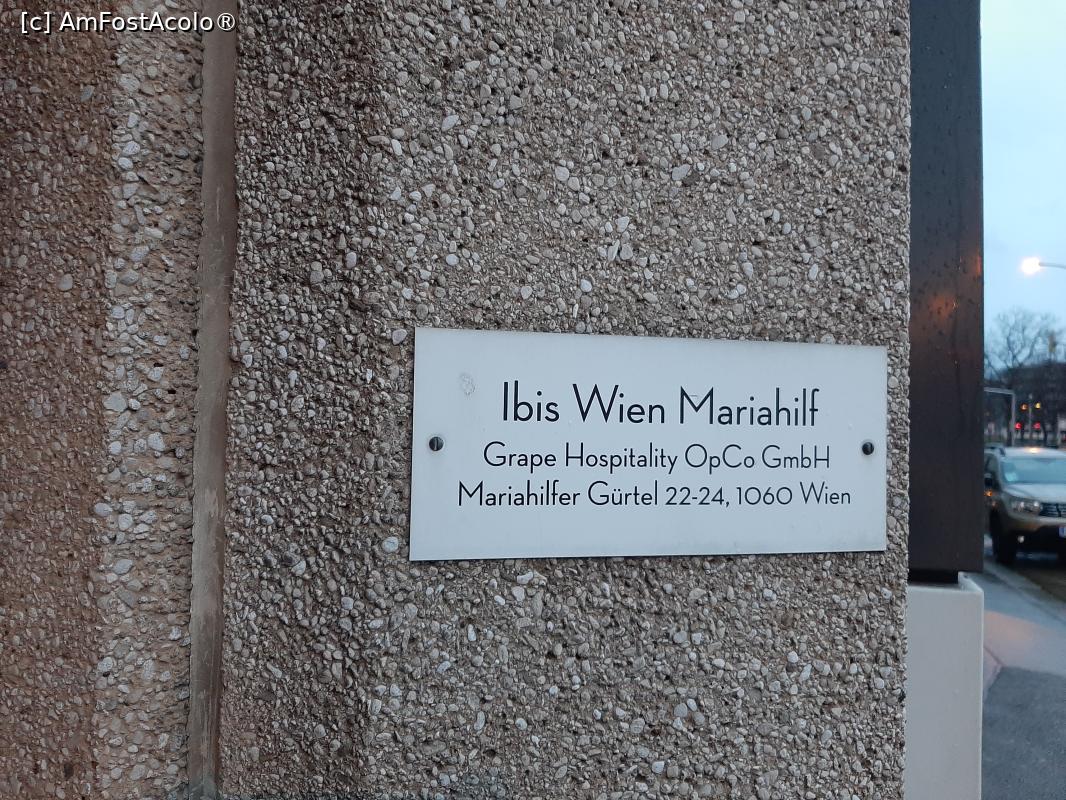 [c] AmFostAcolo®
Ibis Wien Mariahilf
Grape Hospitality OpCo GmbH
Mariahilfer Gürtel 22-24, 1060 Wien